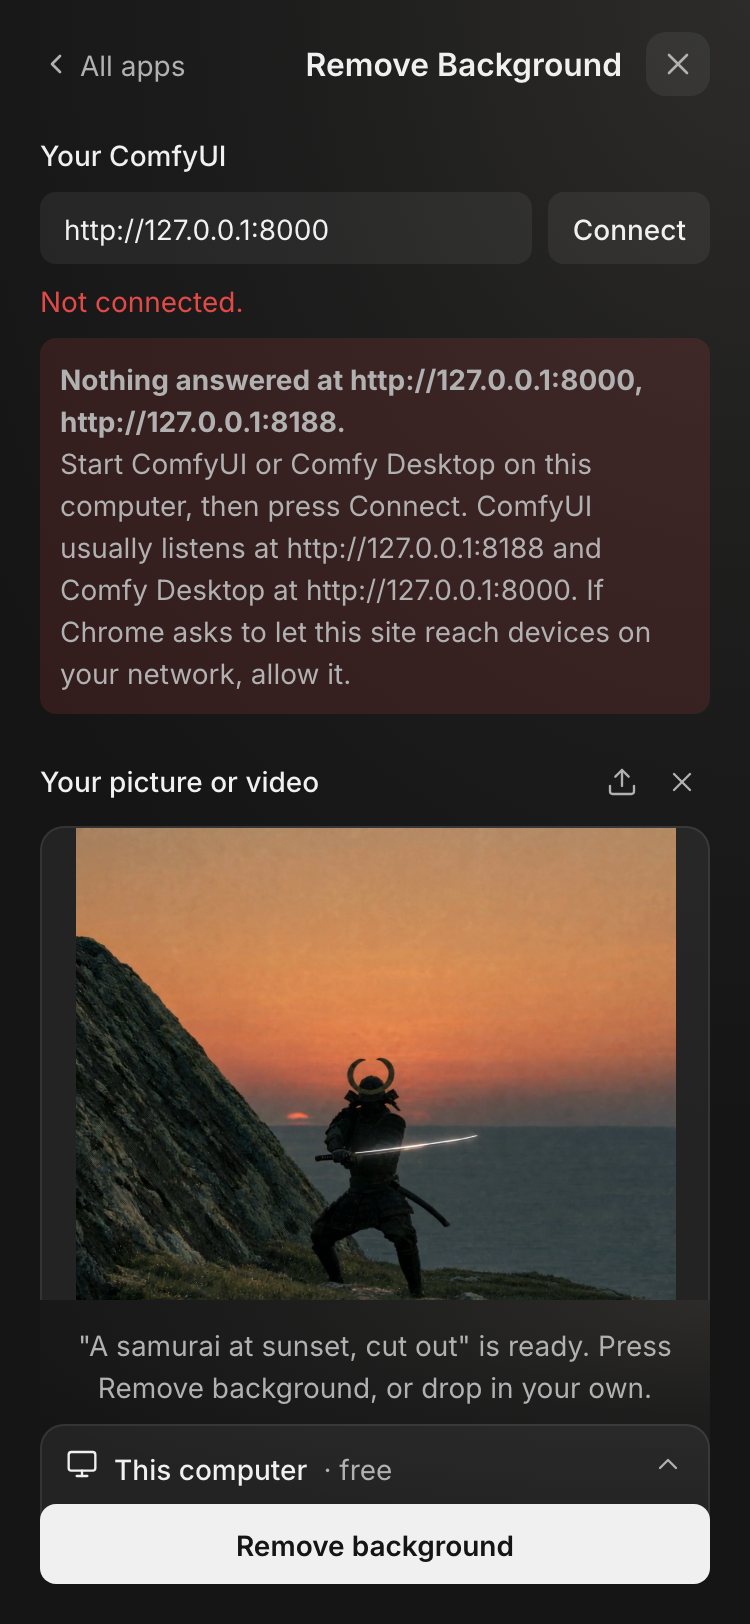 All apps
Remove Background
Your ComfyUI
http://127.0.0.1:8000
Connect
Not connected.
Nothing answered at http://127.0.0.1:8000,
http://127.0.0.1:8188.
Start ComfyUI or Comfy Desktop on this
computer, then press Connect. ComfyUI
usually listens at http://127.0.0.1:8188 and
Comfy Desktop at http://127.0.0.1:8000. If
Chrome asks to let this site reach devices on
your network, allow it.
Your picture or video
"A samurai at sunset, cut out" is ready. Press
Remove background, or drop in your own.
This computer · free
Remove background